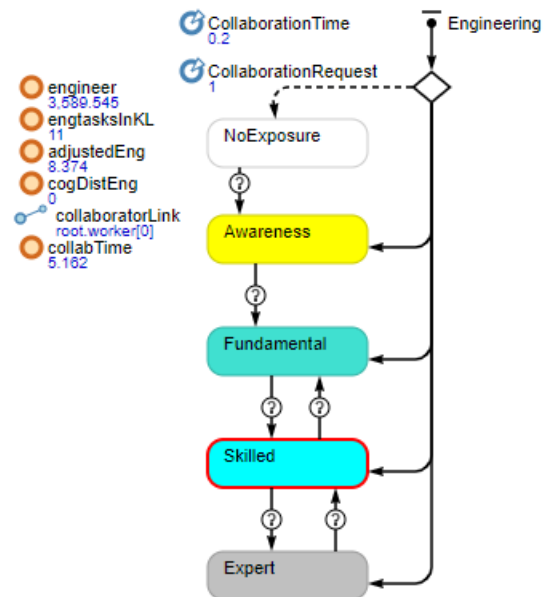 CollaborationTime
0.2
Engineering
CollaborationRequest
1
engineer
3,589.545
engtasksInKL
11
adjustedEng
8.374
cogDistEng
0
collaboratorLink
root.worker[0]
collabTime
5.162
NoExposure
?
Awareness
?
Fundamental
? ?
Skilled
? ?
Expert